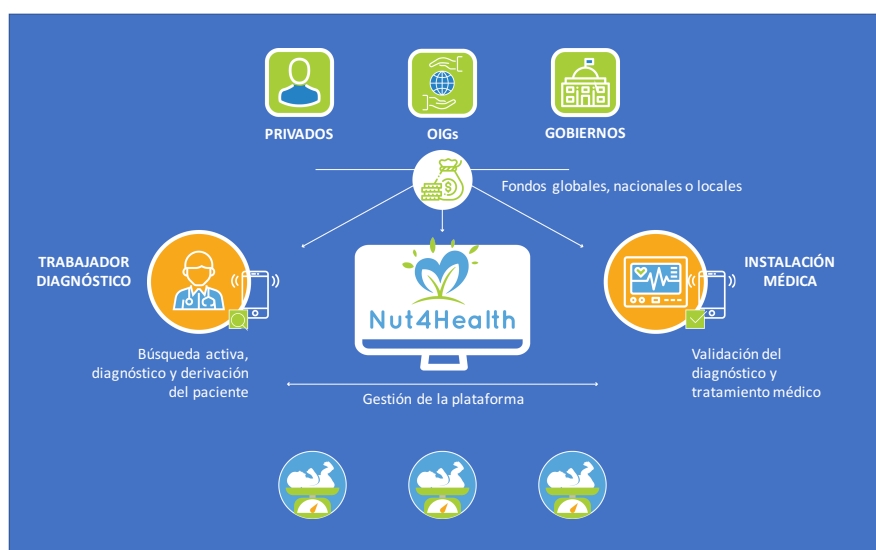 PRIVADOS
OIGs
GOBIERNOS
$
Fondos globales, nacionales o locales
TRABAJADOR
DIAGNÓSTICO
Nut4Health
INSTALACIÓN
MÉDICA
Búsqueda activa,
diagnóstico y derivación
del paciente
Validación del
diagnóstico y
tratamiento médico
Gestión de la plataforma